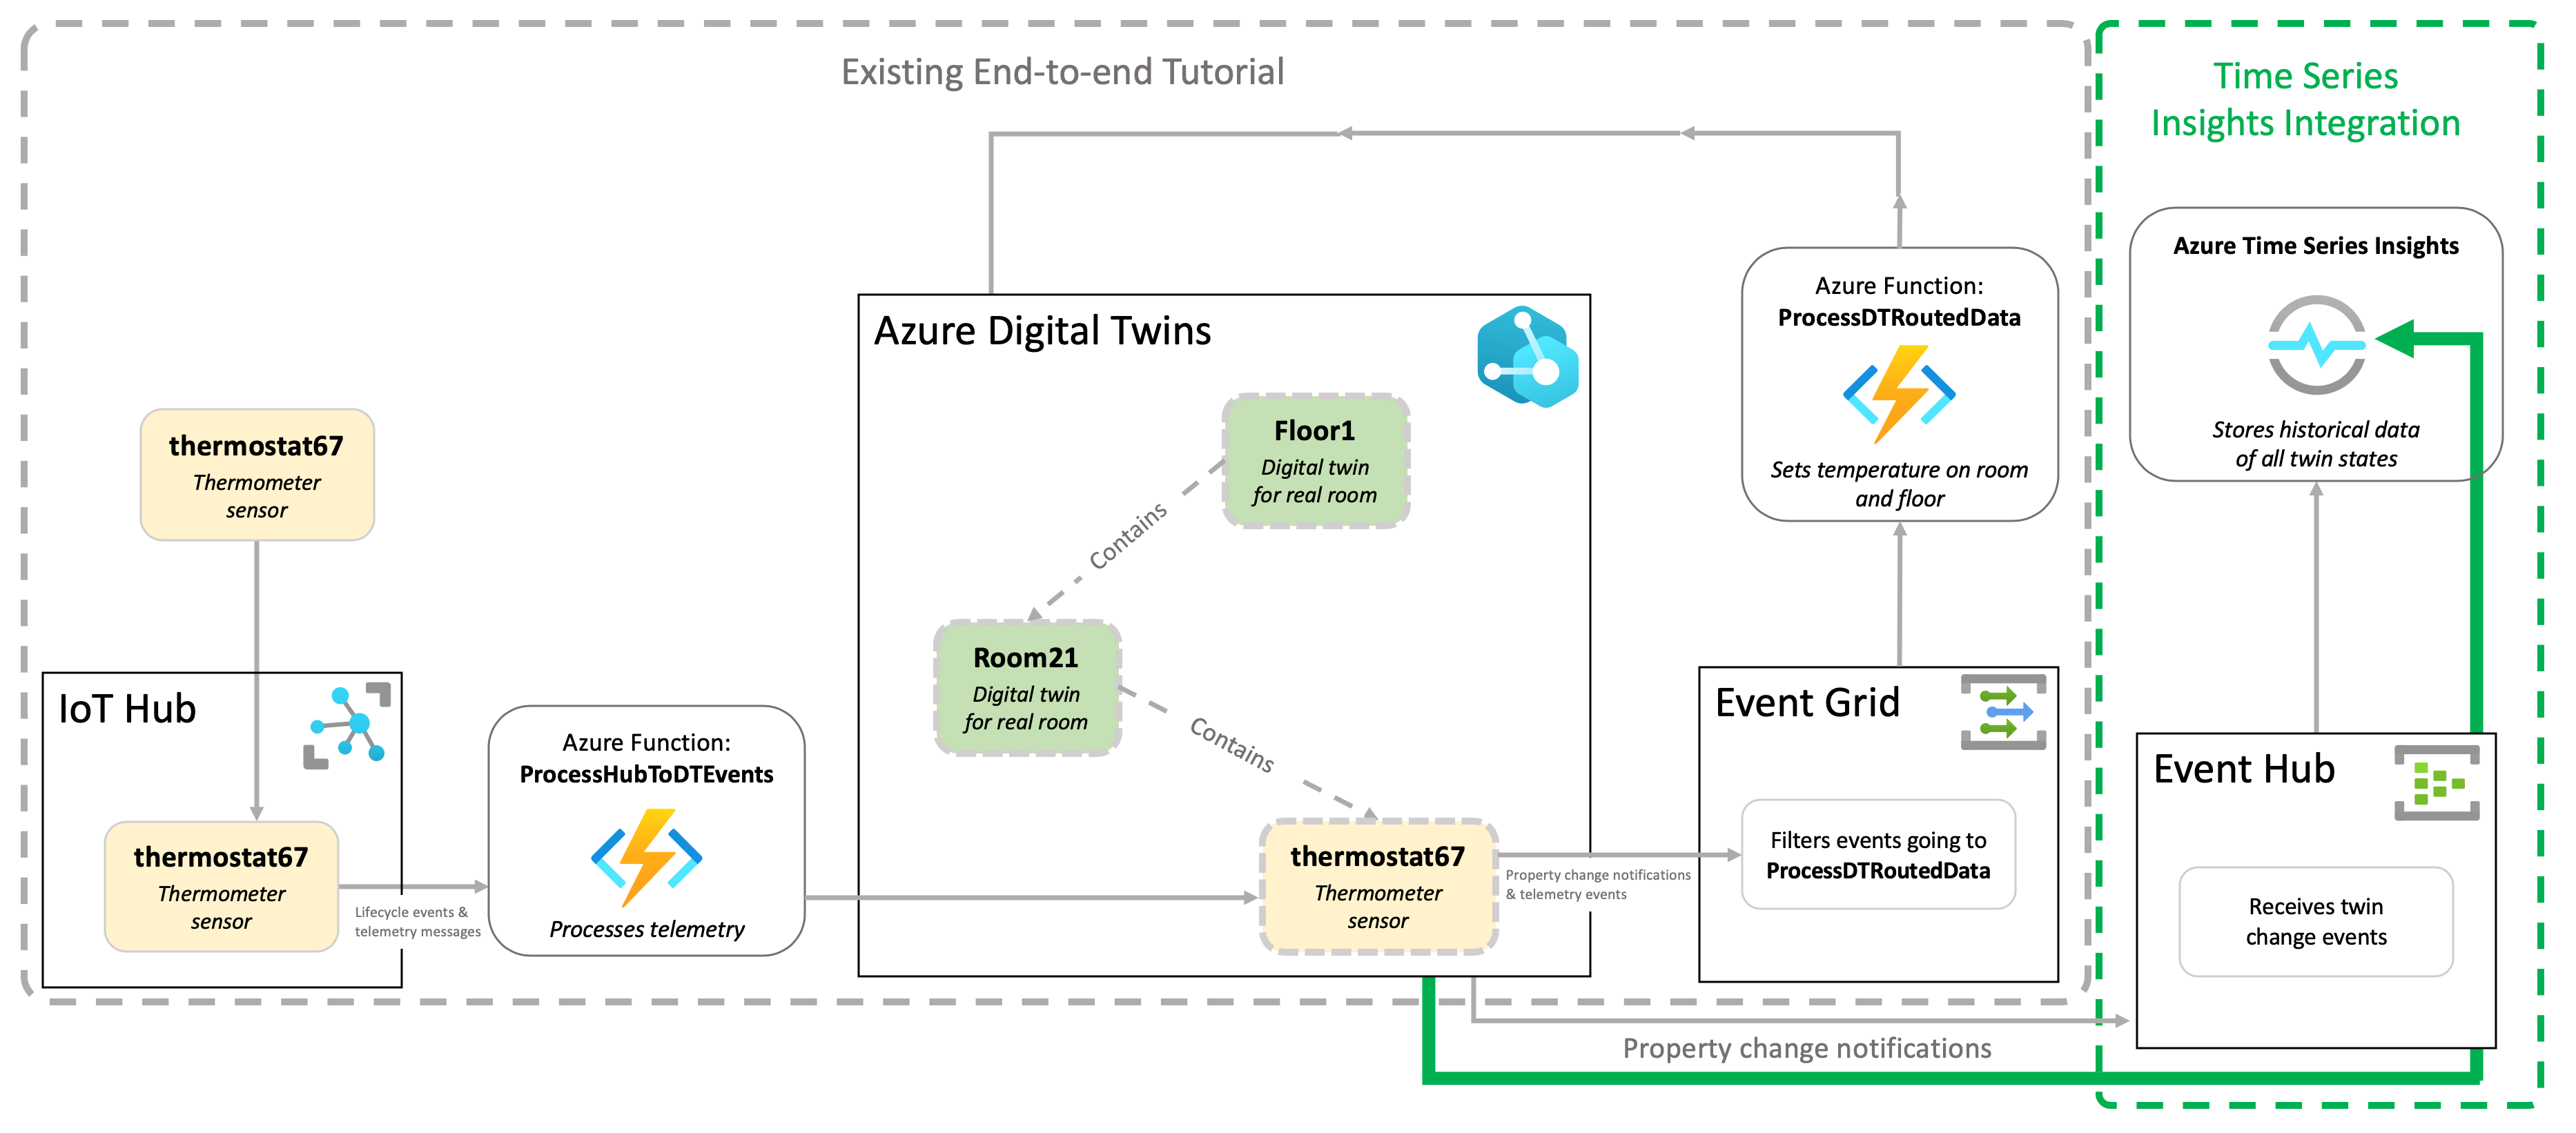 Existing End-to-end Tutorial
Time Series
Insights Integration
thermostat67
Thermometer
sensor
IoT Hub
thermostat67
Thermometer
sensor
Lifecycle events &
telemetry messages
Azure Function:
ProcessHubToDTEvents
Processes telemetry
Azure Digital Twins
Floor1
Digital twin
for real room
Contains
Room21
Digital twin
for real room
Contains
thermostat67
Thermometer
sensor
Property change notifications
& telemetry events
Azure Function:
ProcessDTRoutedData
Sets temperature on room
and floor
Event Grid
Filters events going to
ProcessDTRoutedData
Property change notifications
Azure Time Series Insights
Stores historical data
of all twin states
Event Hub
Receives twin
change events